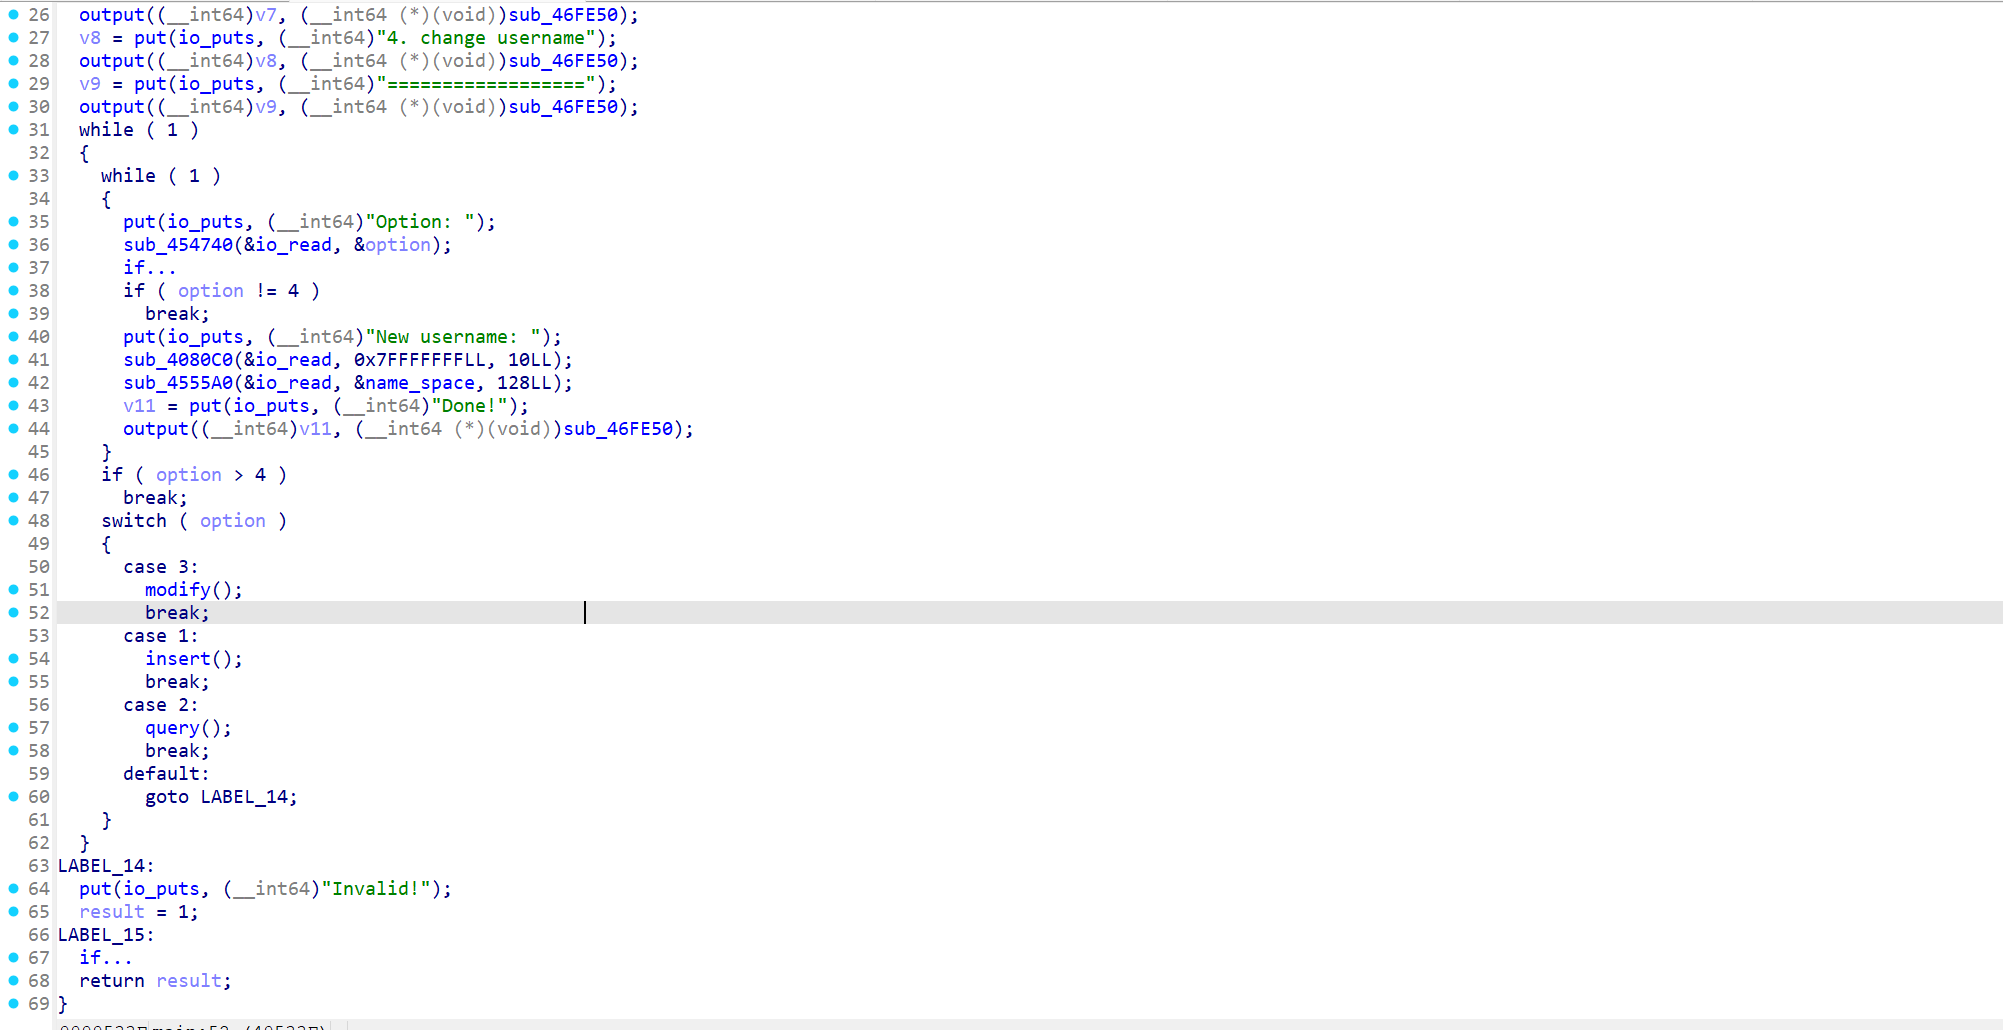 26 output((__int64)v7, (__int64 (*)(void))sub_46FE50);
27 v8 = put(io_puts, (__int64)"4. change username");
28 output((__int64)v8, (__int64 (*)(void))sub_46FE50);
29 v9 = put(io_puts, (__int64)"==================");
30 output((__int64)v9, (__int64 (*)(void))sub_46FE50);
31 while ( 1 )
32 {
33 while ( 1 )
34 {
35 put(io_puts, (__int64)"Option: ");
36 sub_454740(&io_read, &option);
37 if...
38 if ( option != 4 )
39 break;
40 put(io_puts, (__int64)"New username: ");
41 sub_4080C0(&io_read, 0x7FFFFFFFLL, 10LL);
42 sub_4555A0(&io_read, &name_space, 128LL);
43 v11 = put(io_puts, (__int64)"Done!");
44 output((__int64)v11, (__int64 (*)(void))sub_46FE50);
45 }
46 if ( option > 4 )
47 break;
48 switch ( option )
49 {
50 case 3:
51 modify();
52 break;
53 case 1:
54 insert();
55 break;
56 case 2:
57 query();
58 break;
59 default:
60 goto LABEL_14;
61 }
62 }
63 LABEL_14:
64 put(io_puts, (__int64)"Invalid!");
65 result = 1;
66 LABEL_15:
67 if...
68 return result;
69 }